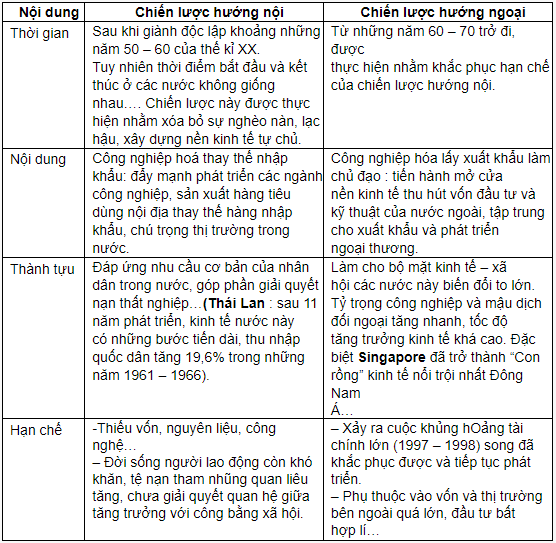 Nội dung
Chiến lược hướng nội
Chiến lược hướng ngoại
Thời gian
Sau khi giành độc lập khoảng những
năm 50 – 60 của thế kỉ XX.
Tuy nhiên thời điểm bắt đầu và kết
thúc ở các nước không giống
nhau…. Chiến lược này được thực
hiện nhằm xóa bỏ sự nghèo nàn, lạc
hậu, xây dựng nền kinh tế tự chủ.
Từ những năm 60 – 70 trở đi,
được
thực hiện nhằm khắc phục hạn chế
của chiến lược hướng nội.
Nội dung
Công nghiệp hoá thay thế nhập
khẩu: đẩy mạnh phát triển các ngành
công nghiệp, sản xuất hàng tiêu
dùng nội địa thay thế hàng nhập
khẩu, chú trọng thị trường trong
nước.
Công nghiệp hóa lấy xuất khẩu làm
chủ đạo : tiến hành mở cửa
nền kinh tế thu hút vốn đầu tư và
kỹ thuật của nước ngoài, tập trung
cho xuất khẩu và phát triển
ngoại thương.
Thành tựu
Đáp ứng nhu cầu cơ bản của nhân
dân trong nước, góp phần giải quyết
nạn thất nghiệp…(Thái Lan : sau 11
năm phát triển, kinh tế nước này
có những bước tiến dài, thu nhập
quốc dân tăng 19,6% trong những
năm 1961 – 1966).
Làm cho bộ mặt kinh tế – xã
hội các nước này biến đổi to lớn.
Tỷ trọng công nghiệp và mậu dịch
đối ngoại tăng nhanh, tốc độ
tăng trưởng kinh tế khá cao. Đặc
biệt Singapore đã trở thành “Con
rồng” kinh tế nổi trội nhất Đông
Nam
Á…
Hạn chế
-Thiếu vốn, nguyên liệu, công
nghệ…
– Đời sống người lao động còn khó
khăn, tệ nạn tham nhũng quan liêu
tăng, chưa giải quyết quan hệ giữa
tăng trưởng với công bằng xã hội.
– Xảy ra cuộc khủng hOảng tài
chính lớn (1997 – 1998) song đã
khắc phục được và tiếp tục phát
triển.
– Phụ thuộc vào vốn và thị trường
bên ngoài quá lớn, đầu tư bất
hợp lí…